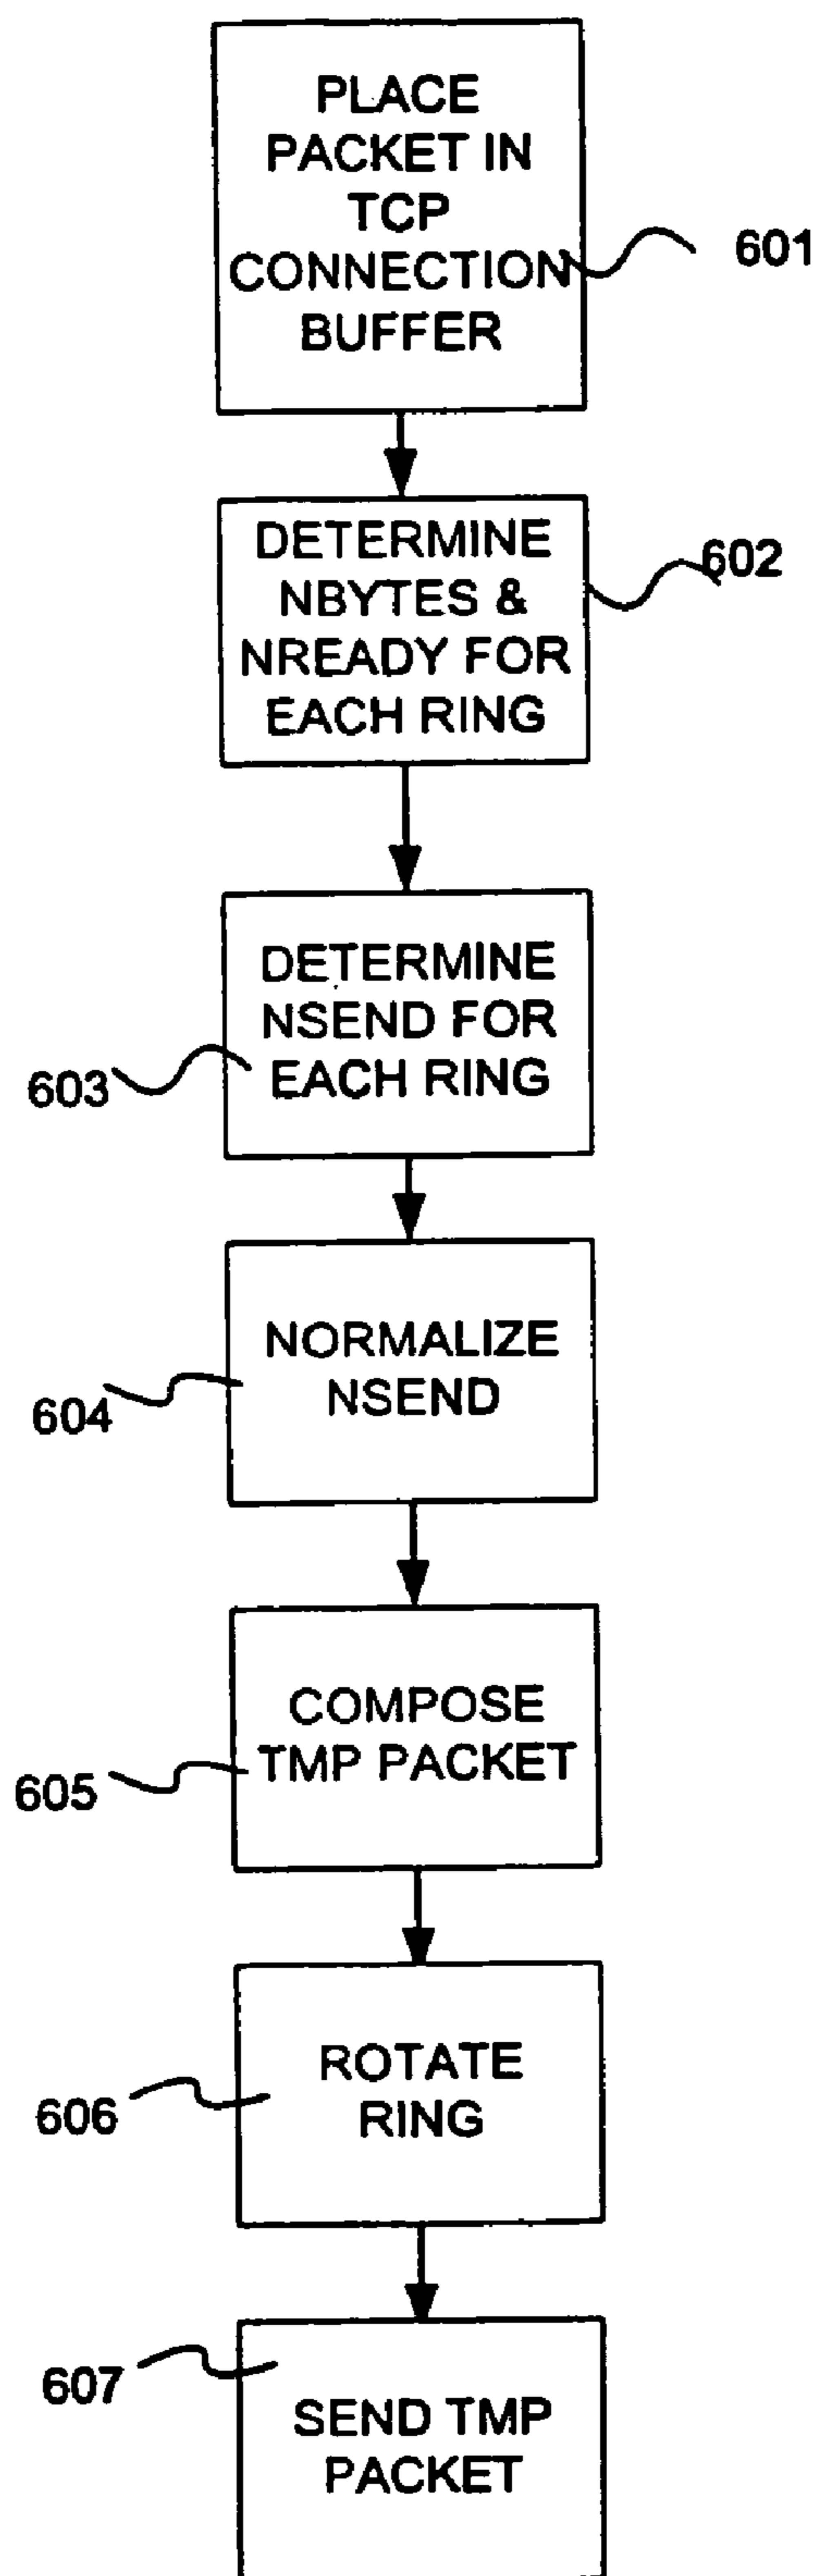 PLACE
PACKET IN
TCP
CONNECTION
BUFFER
601
DETERMINE
NBYTES &
NREADY FOR
EACH RING
602
DETERMINE
NSEND FOR
EACH RING
603
NORMALIZE
NSEND
604
COMPOSE
TMP PACKET
605
ROTATE
RING
606
607
SEND TMP
PACKET